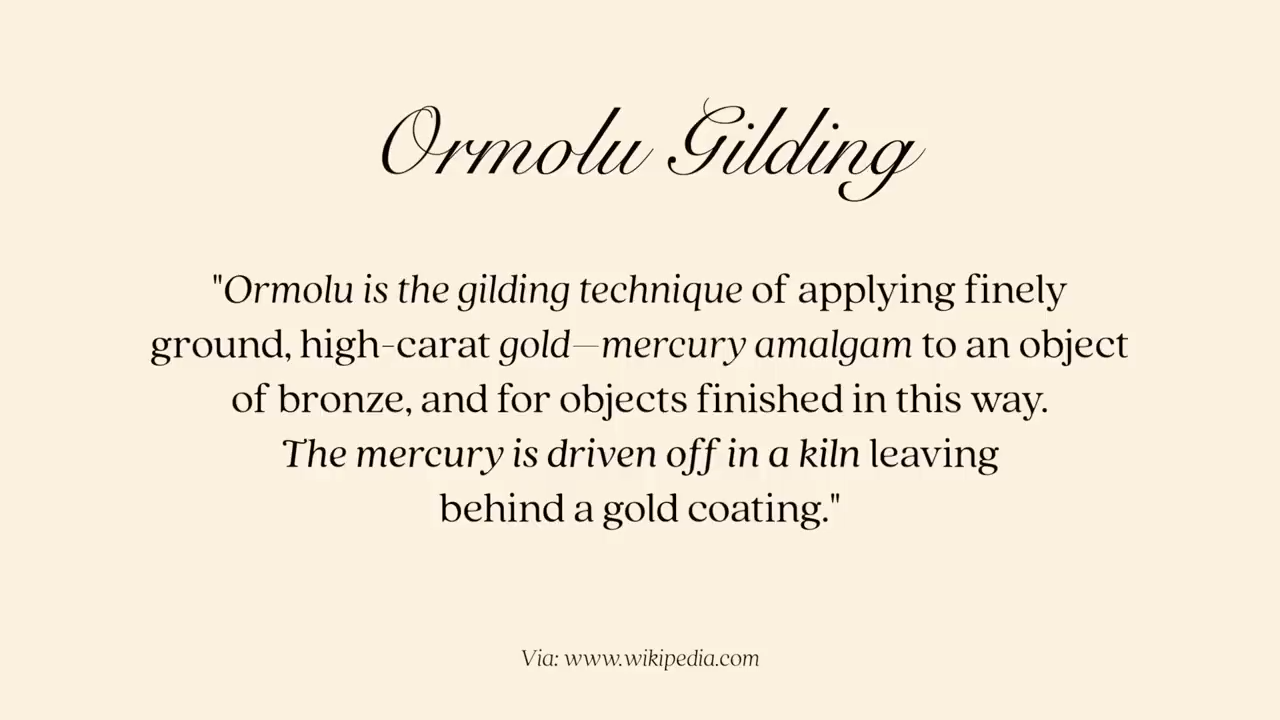 Ormolu Gilding
"Ormolu is the gilding technique of applying finely
ground, high-carat gold—mercury amalgam to an object
of bronze, and for objects finished in this way.
The mercury is driven off in a kiln leaving
behind a gold coating."
Via: www.wikipedia.com